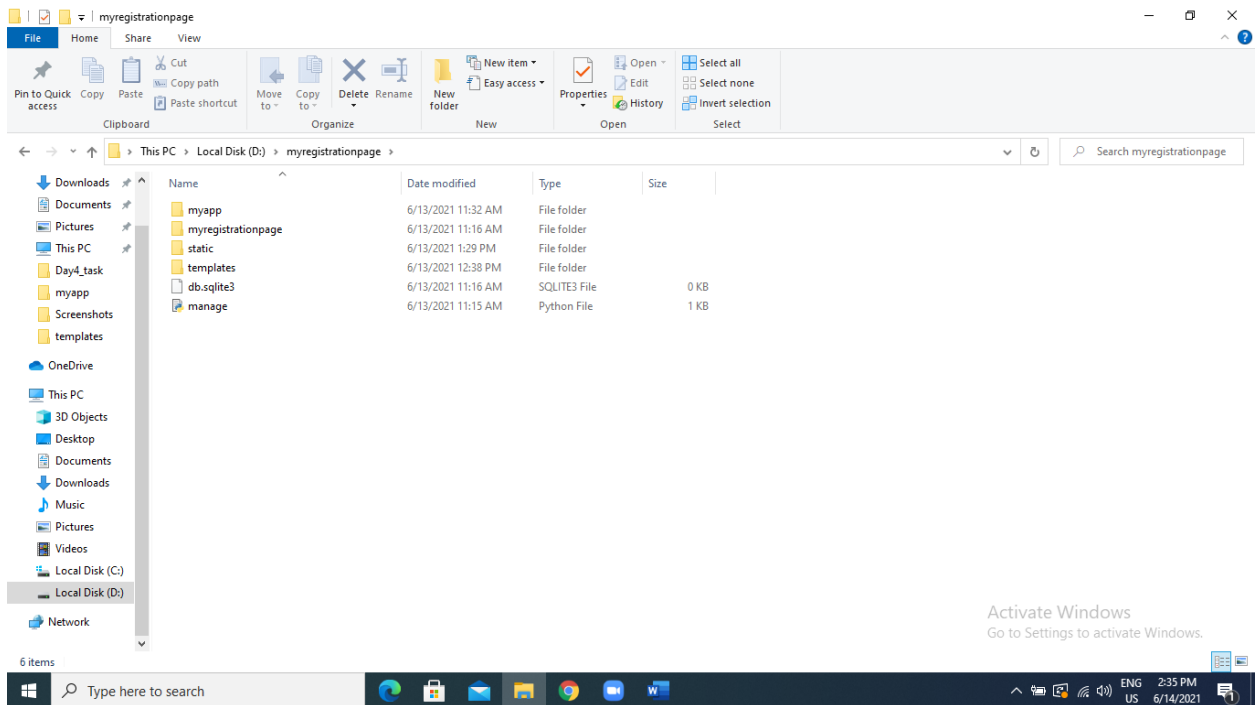 myregistrationpage
File Home Share View
Pin to Quick access
Copy
Paste
Cut
Copy path
Paste shortcut
Clipboard
Move to
Copy to
Delete
Rename
Organize
New folder
New item
Easy access
New
Properties
Open
Edit
History
Open
Select all
Select none
Invert selection
Select
This PC > Local Disk (D:) > myregistrationpage >
Search myregistrationpage
Downloads
Documents
Pictures
This PC
Day4_task
myapp
Screenshots
templates
OneDrive
This PC
3D Objects
Desktop
Documents
Downloads
Music
Pictures
Videos
Local Disk (C:)
Local Disk (D:)
Network
Name Date modified Type Size
myapp 6/13/2021 11:32 AM File folder
myregistrationpage 6/13/2021 11:16 AM File folder
static 6/13/2021 1:29 PM File folder
templates 6/13/2021 12:38 PM File folder
db.sqlite3 6/13/2021 11:16 AM SQLITE3 File 0 KB
manage 6/13/2021 11:15 AM Python File 1 KB
Activate Windows
Go to Settings to activate Windows.
6 items
Type here to search
ENG
US
2:35 PM
6/14/2021
1